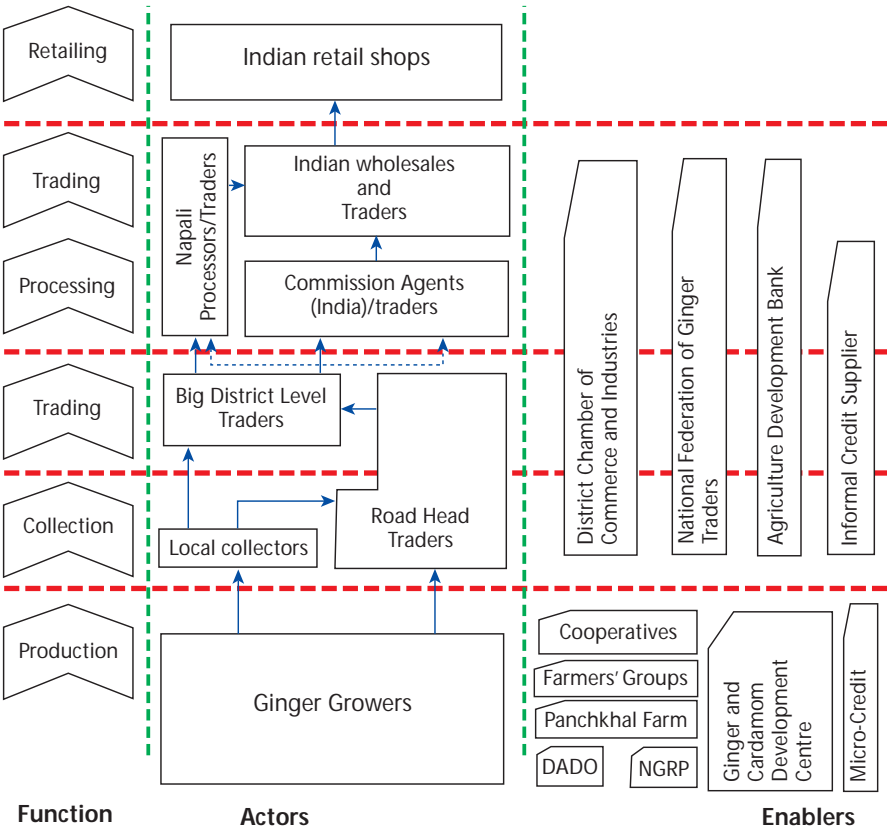 Retailing
Indian retail shops
Trading
Napali
Processors/Traders
Indian wholesales
and
Traders
Processing
Commission Agents
(India)/traders
Trading
Big District Level
Traders
Collection
Local collectors
Road Head
Traders
District Chamber of
Commerce and Industries
National Federation of Ginger
Traders
Agriculture Development Bank
Informal Credit Supplier
Production
Ginger Growers
Cooperatives
Farmers' Groups
Panchkhal Farm
DADO
NGRP
Ginger and
Cardamom
Development
Centre
Micro-Credit
Function
Actors
Enablers